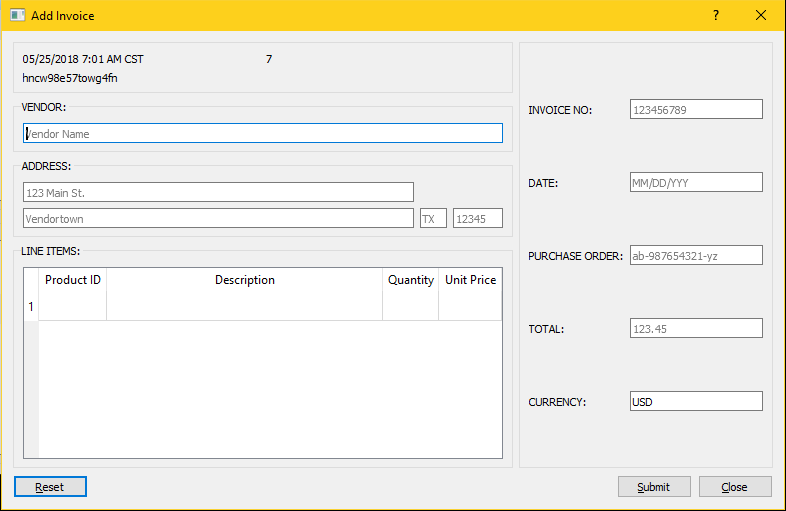 Add Invoice
?
05/25/2018 7:01 AM CST 7
hncw98e57towg4fn
VENDOR:
Vendor Name
ADDRESS:
123 Main St.
Vendortown TX 12345
LINE ITEMS:
Product ID Description Quantity Unit Price
1
INVOICE NO: 123456789
DATE: MM/DD/YYY
PURCHASE ORDER: ab-987654321-yz
TOTAL: 123.45
CURRENCY: USD
Reset Submit Close